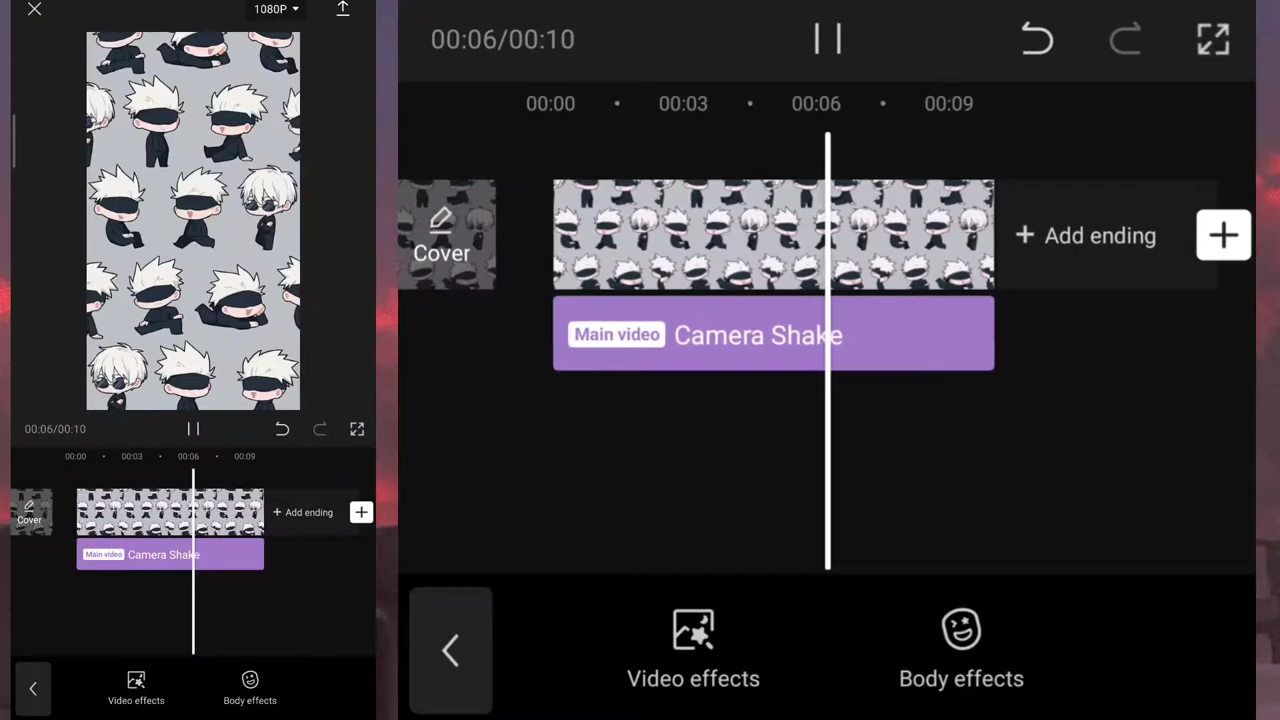 1080P
00:06/00:10
00:00 00:03 00:06 00:09
Cover
Add ending
Main video Camera Shake
Video effects Body effects
00:06/00:10
00:00 00:03 00:06 00:09
Cover
Add ending
Main video Camera Shake
Video effects Body effects